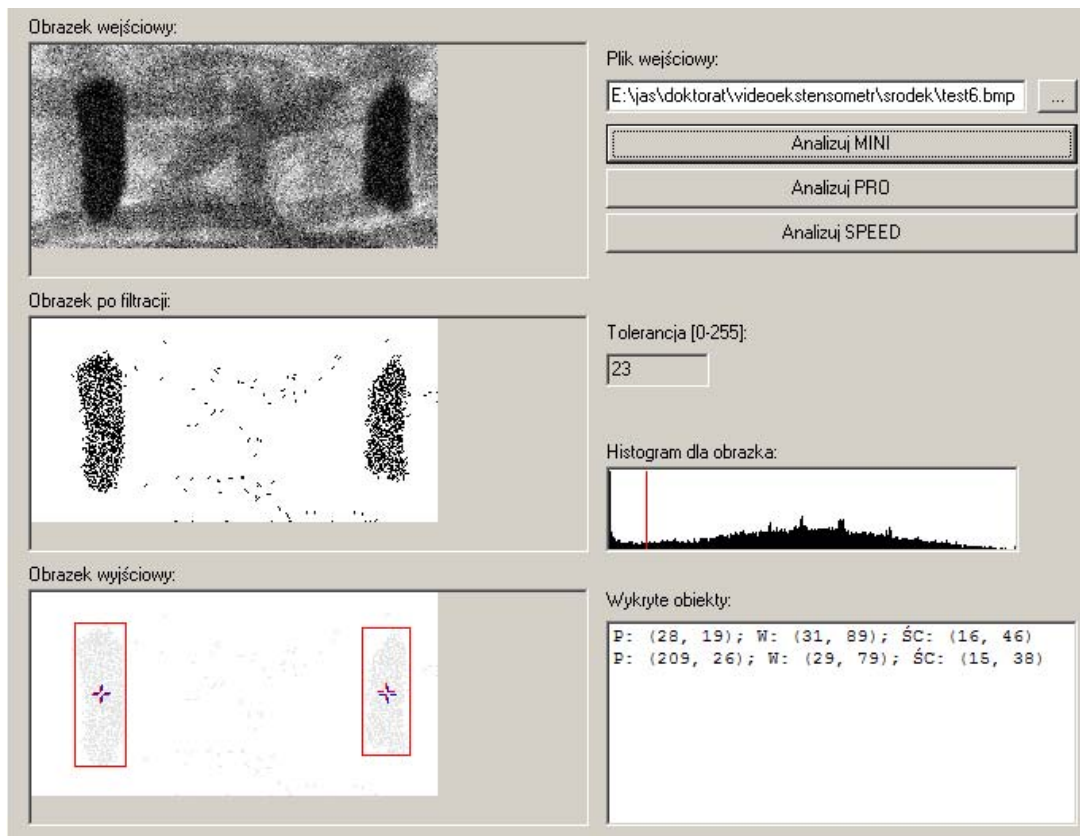 Obrazek wejściowy:
Plik wejściowy:
E:\jas\doktorat\videoekstensometr\srodek\test6.bmp
...
Analizuj MINI
Analizuj PRO
Analizuj SPEED
Obrazek po filtracji:
Tolerancja [0-255]:
23
Histogram dla obrazka:
Obrazek wyjściowy:
Wykryte obiekty:
P: (28, 19); W: (31, 89); ŚC: (16, 46)
P: (209, 26); W: (29, 79); ŚC: (15, 38)